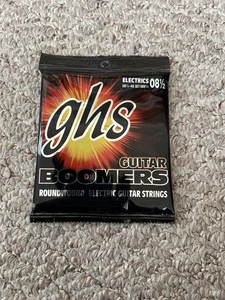 ELECTRICS 08½
ghs
GUITAR
BOOMERS
ROUNDWOUND ELECTRIC GUITAR STRINGS